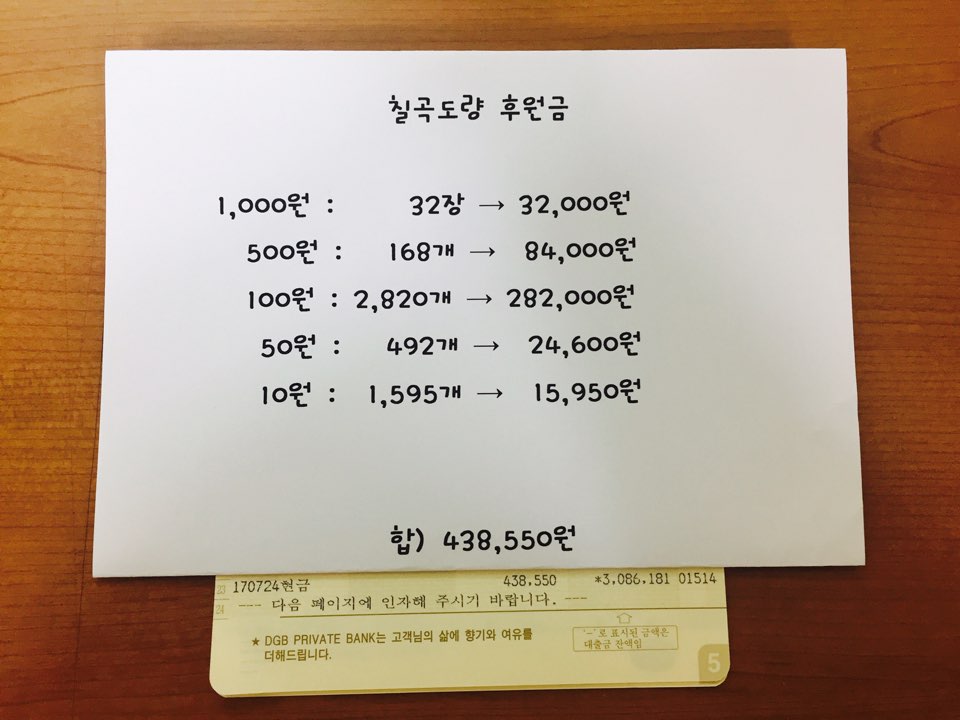 칠곡도량 후원금
1,000원 : 32장 → 32,000원
500원 : 168개 → 84,000원
100원 : 2,820개 → 282,000원
50원 : 492개 → 24,600원
10원 : 1,595개 → 15,950원
합) 438,550원
23 170724현금 438,550 *3,086,181 01514
24 --- 다음 페이지에 인자해 주시기 바랍니다. ---
★ DGB PRIVATE BANK는 고객님의 삶에 향기와 여유를
더해드립니다.
'-'로 표시된 금액은
대출금 잔액임
5